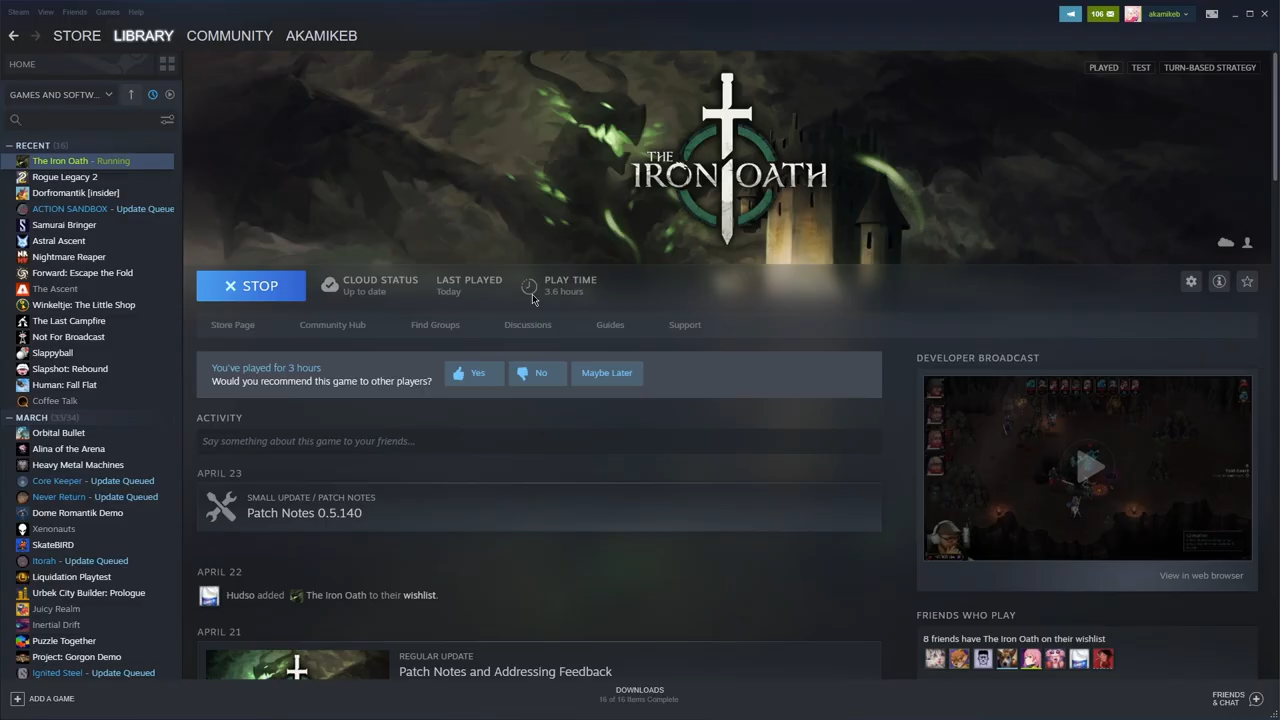 Steam View Friends Games Help
106
akamikeb
STORE LIBRARY COMMUNITY AKAMIKEB
HOME
GAMES AND SOFTW...
RECENT (16)
The Iron Oath - Running
Rogue Legacy 2
Dorfromantik [insider]
ACTION SANDBOX - Update Queue
Samurai Bringer
Astral Ascent
Nightmare Reaper
Forward: Escape the Fold
The Ascent
Winkeltje: The Little Shop
The Last Campfire
Not For Broadcast
Slappyball
Slapshot: Rebound
Human: Fall Flat
Coffee Talk
MARCH (33/34)
Orbital Bullet
Alina of the Arena
Heavy Metal Machines
Core Keeper - Update Queued
Never Return - Update Queued
Dome Romantik Demo
Xenonauts
SkateBIRD
Itorah - Update Queued
Liquidation Playtest
Urbek City Builder: Prologue
Juicy Realm
Inertial Drift
Puzzle Together
Project: Gorgon Demo
Ignited Steel - Update Queued
ADD A GAME
PLAYED TEST TURN-BASED STRATEGY
THE
IRON OATH
STOP
CLOUD STATUS
Up to date
LAST PLAYED
Today
PLAY TIME
3.6 hours
Store Page Community Hub Find Groups Discussions Guides Support
You've played for 3 hours
Would you recommend this game to other players?
Yes No Maybe Later
ACTIVITY
Say something about this game to your friends...
APRIL 23
SMALL UPDATE / PATCH NOTES
Patch Notes 0.5.140
APRIL 22
Hudso added The Iron Oath to their wishlist.
APRIL 21
REGULAR UPDATE
Patch Notes and Addressing Feedback
DEVELOPER BROADCAST
View in web browser
FRIENDS WHO PLAY
8 friends have The Iron Oath on their wishlist
DOWNLOADS
16 of 16 Items Complete
FRIENDS
& CHAT